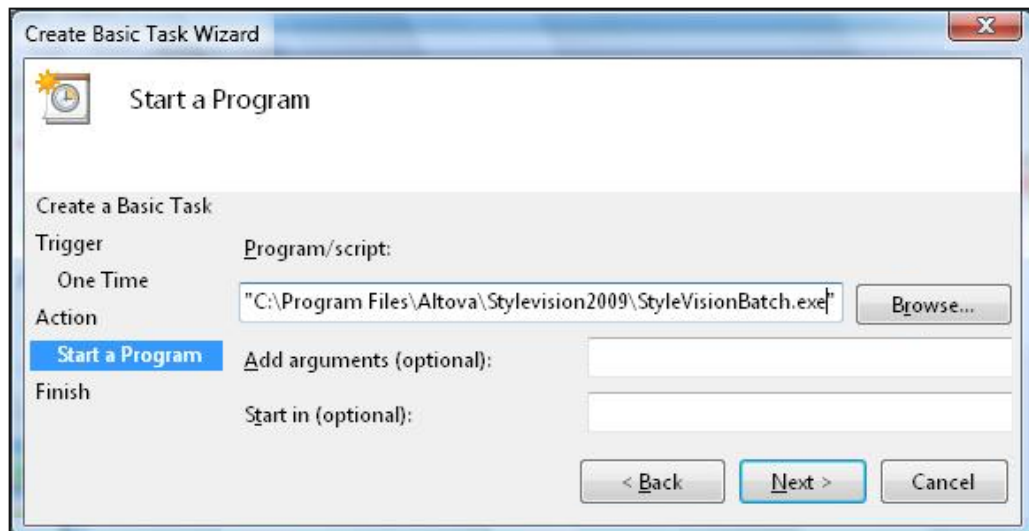 Create Basic Task Wizard
Start a Program
Create a Basic Task
Trigger
Program/script:
One Time
"C:\Program Files\Altova\Stylevision2009\StyleVisionBatch.exe"
Browse...
Action
Start a Program
Add arguments (optional):
Finish
Start in (optional):
< Back
Next >
Cancel